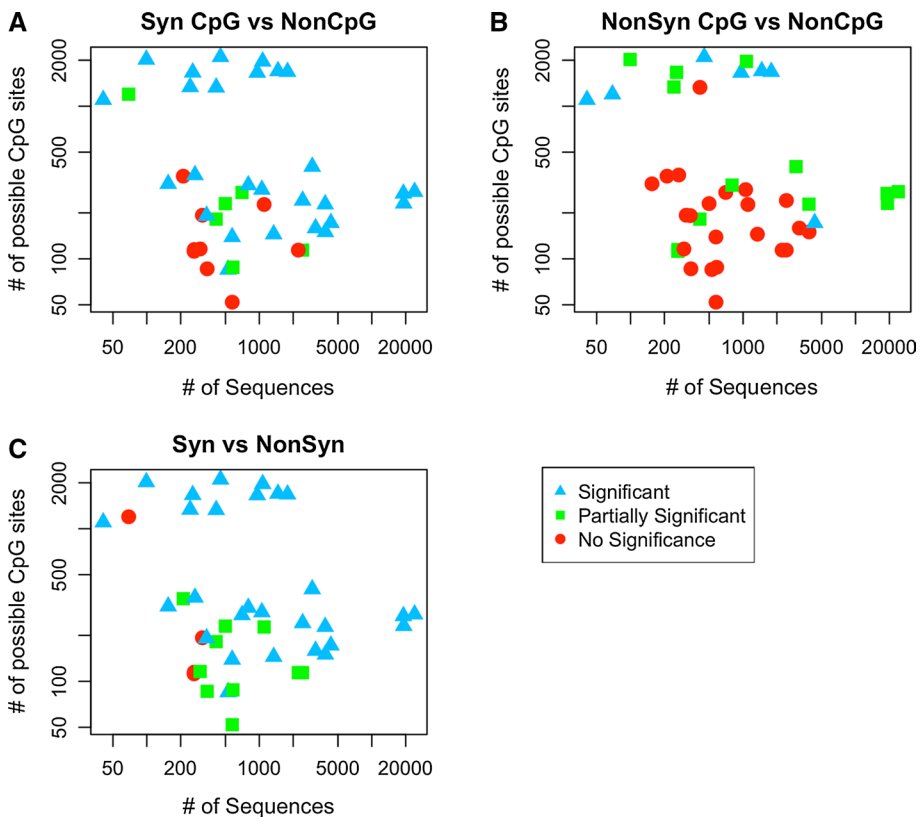 A
Syn CpG vs NonCpG
# of possible CpG sites
2000
500
100
50
50
200
1000
5000
20000
# of Sequences
B
NonSyn CpG vs NonCpG
# of possible CpG sites
2000
500
100
50
50
200
1000
5000
20000
# of Sequences
C
Syn vs NonSyn
# of possible CpG sites
2000
500
100
50
50
200
1000
5000
20000
# of Sequences
Significant
Partially Significant
No Significance